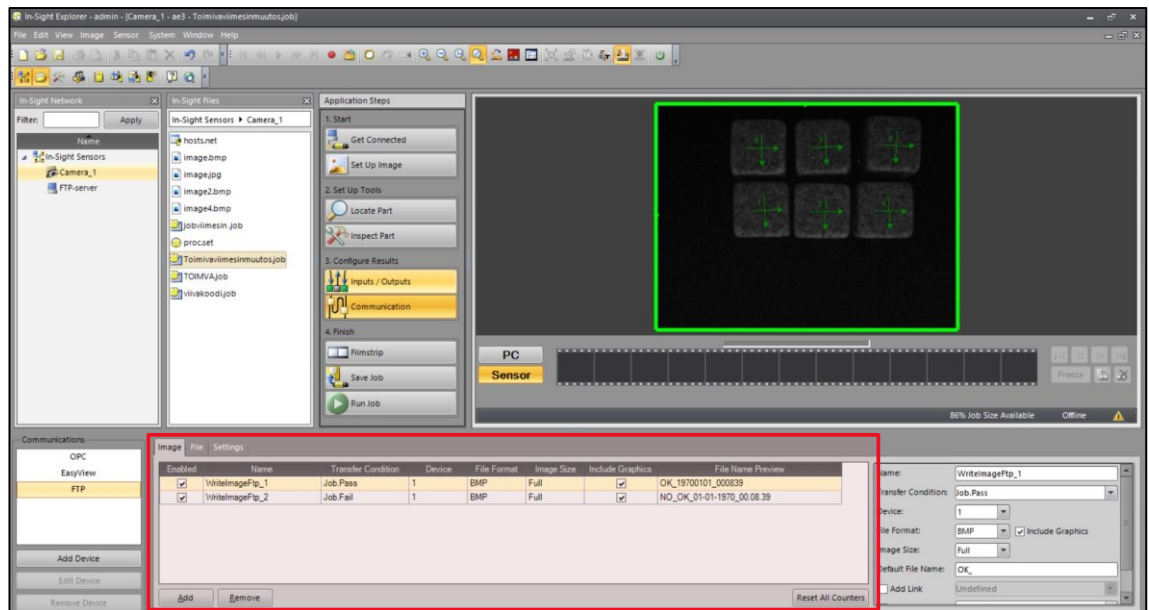 In-Sight Explorer - admin - [Camera_1 - ae3 - Toimivaviimesinmuutos.job]
File Edit View Image Sensor System Window Help
In-Sight Network
Filter:
Apply
Name
In-Sight Sensors
Camera_1
FTP-server
In-Sight Files
In-Sight Sensors Camera_1
hosts.net
image.bmp
image.jpg
image2.bmp
image4.bmp
jobviimesin .job
proc.set
Toimivaviimesinmuutos.job
TOIMVA.job
viivakoodi.job
Application Steps
1. Start
Get Connected
Set Up Image
2. Set Up Tools
Locate Part
Inspect Part
3. Configure Results
Inputs / Outputs
Communication
4. Finish
Filmstrip
Save Job
Run Job
PC
Sensor
Freeze
86% Job Size Available Offline
Communications
OPC
EasyView
FTP
Add Device
Edit Device
Remove Device
Image File Settings
Enabled Name Transfer Condition Device File Format Image Size Include Graphics File Name Preview
WriteImageFtp_1 Job.Pass 1 BMP Full OK_19700101_000839
WriteImageFtp_2 Job.Fail 1 BMP Full NO_OK_01-01-1970_00.08.39
Add Remove Reset All Counters
Name: WriteImageFtp_1
Transfer Condition: Job.Pass
Device: 1
File Format: BMP Include Graphics
Image Size: Full
Default File Name: OK_
Add Link Undefined